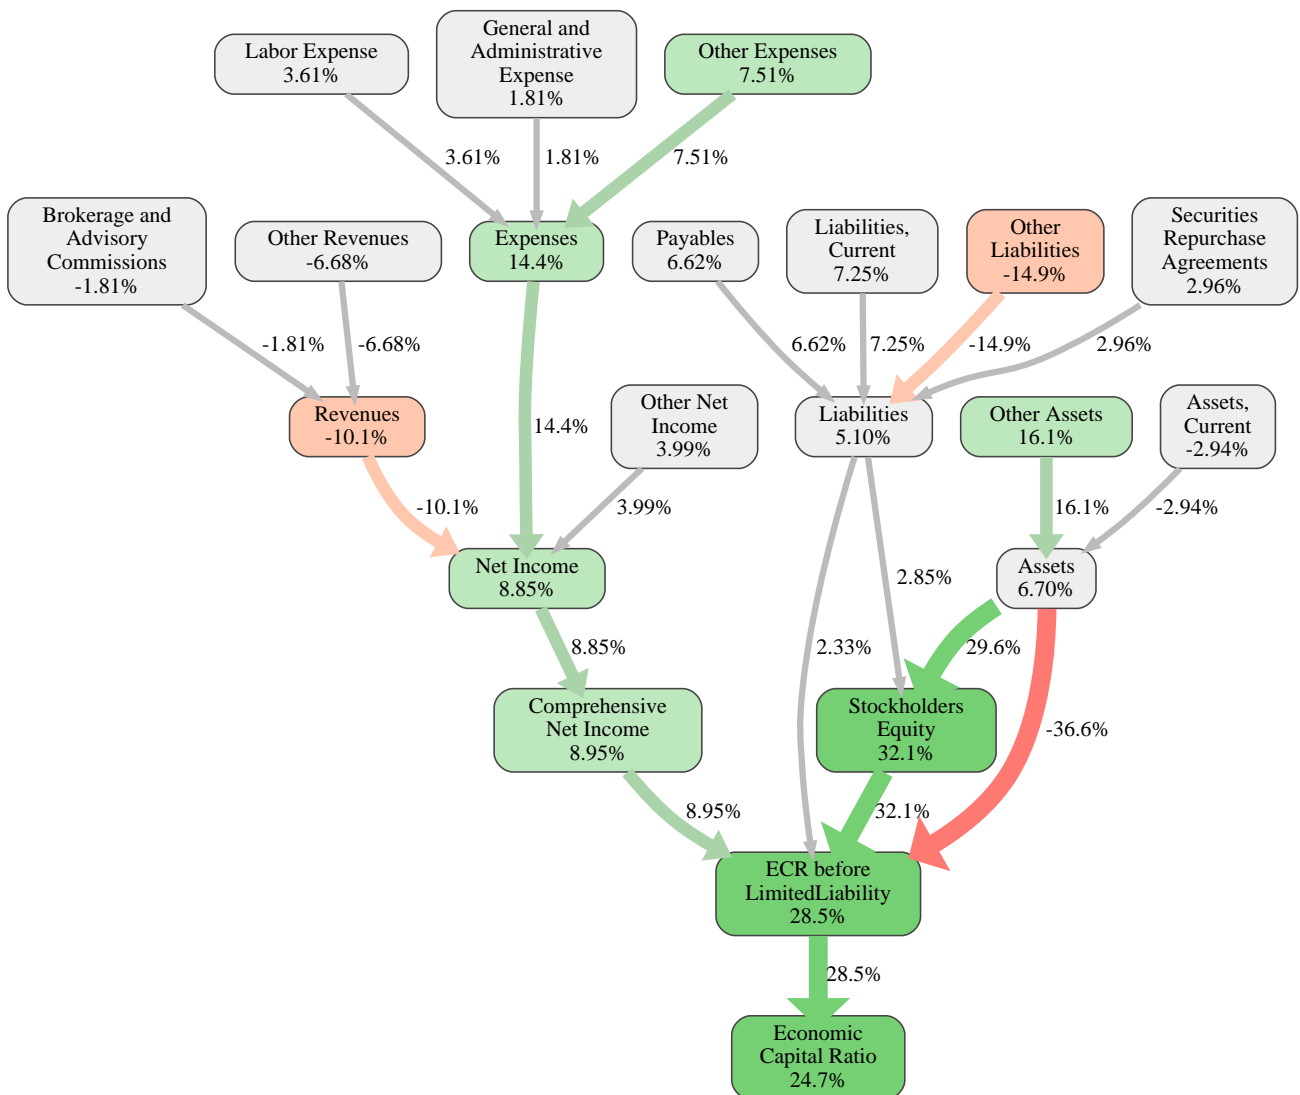 Labor Expense
3.61%
General and
Administrative
Expense
1.81%
Other Expenses
7.51%
3.61%
1.81%
7.51%
Brokerage and
Advisory
Commissions
-1.81%
Other Revenues
-6.68%
Expenses
14.4%
Payables
6.62%
Liabilities,
Current
7.25%
Other
Liabilities
-14.9%
Securities
Repurchase
Agreements
2.96%
-1.81%
-6.68%
6.62%
7.25%
-14.9%
2.96%
Revenues
-10.1%
14.4%
Other Net
Income
3.99%
Liabilities
5.10%
Other Assets
16.1%
Assets,
Current
-2.94%
-10.1%
3.99%
16.1%
-2.94%
Net Income
8.85%
2.85%
Assets
6.70%
8.85%
2.33%
29.6%
Comprehensive
Net Income
8.95%
Stockholders
Equity
32.1%
-36.6%
8.95%
32.1%
ECR before
LimitedLiability
28.5%
28.5%
Economic
Capital Ratio
24.7%